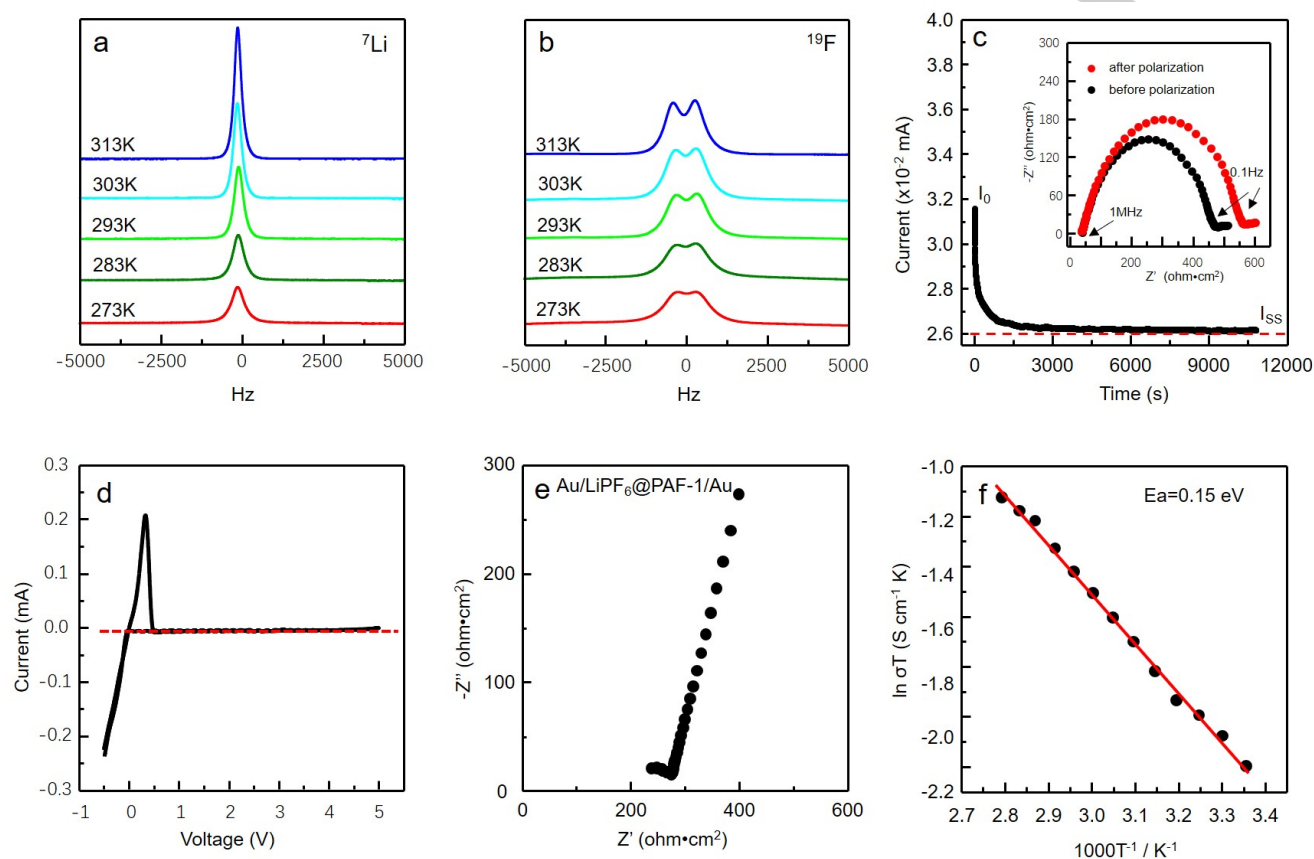 a
⁷Li
313K
303K
293K
283K
273K
-5000
-2500
0
2500
5000
Hz
b
¹⁹F
313K
303K
293K
283K
273K
-5000
-2500
0
2500
5000
Hz
c
4.0
3.8
3.6
3.4
3.2
3.0
2.8
2.6
Current (x10⁻² mA)
I₀
Iₛₛ
0
3000
6000
9000
12000
Time (s)
300
240
180
120
60
0
-Z'' (ohm•cm²)
after polarization
before polarization
0.1Hz
1MHz
0
200
400
600
Z' (ohm•cm²)
d
0.3
0.2
0.1
0.0
-0.1
-0.2
-0.3
Current (mA)
-1
0
1
2
3
4
5
Voltage (V)
e
Au/LiPF₆@PAF-1/Au
300
200
100
0
-Z'' (ohm•cm²)
0
200
400
600
Z' (ohm•cm²)
f
Ea=0.15 eV
-1.0
-1.2
-1.4
-1.6
-1.8
-2.0
-2.2
ln σT (S cm⁻¹ K)
2.7
2.8
2.9
3.0
3.1
3.2
3.3
3.4
1000T⁻¹ / K⁻¹